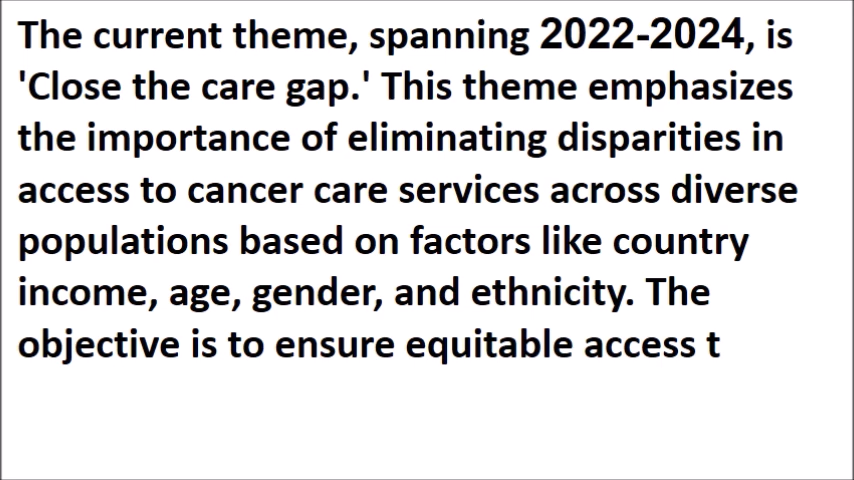 The current theme, spanning 2022-2024, is
'Close the care gap.' This theme emphasizes
the importance of eliminating disparities in
access to cancer care services across diverse
populations based on factors like country
income, age, gender, and ethnicity. The
objective is to ensure equitable access t